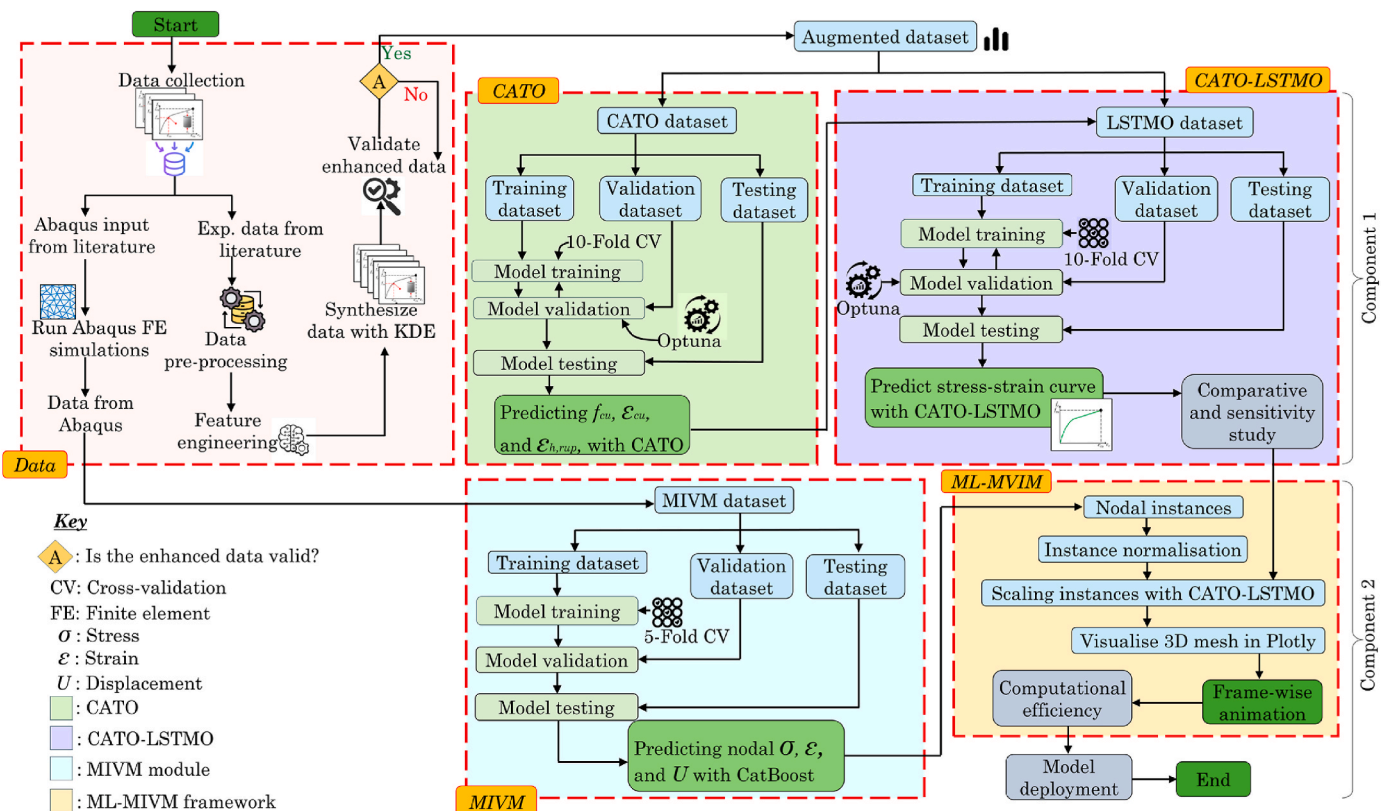 Start
Data collection
Abaqus input
from literature
Exp. data from
literature
Run Abaqus FE
simulations
Data
pre-processing
Data from
Abaqus
Feature
engineering
Synthesize
data with KDE
Validate
enhanced data
A
Yes
No
Data
Augmented dataset
CATO
CATO dataset
Training
dataset
Validation
dataset
Testing
dataset
10-Fold CV
Model training
Model validation
Optuna
Model testing
Predicting fcu, Ɛcu,
and Ɛh,rup, with CATO
CATO-LSTMO
LSTMO dataset
Training dataset
Validation
dataset
Testing
dataset
Model training
10-Fold CV
Model validation
Optuna
Model testing
Predict stress-strain curve
with CATO-LSTMO
Comparative
and sensitivity
study
Component 1
MIVM dataset
Training dataset
Validation
dataset
Testing
dataset
Model training
5-Fold CV
Model validation
Model testing
Predicting nodal σ, Ɛ,
and U with CatBoost
MIVM
ML-MVIM
Nodal instances
Instance normalisation
Scaling instances with CATO-LSTMO
Visualise 3D mesh in Plotly
Frame-wise
animation
Computational
efficiency
Model
deployment
End
Component 2
Key
A : Is the enhanced data valid?
CV: Cross-validation
FE: Finite element
σ : Stress
Ɛ : Strain
U : Displacement
: CATO
: CATO-LSTMO
: MIVM module
: ML-MIVM framework